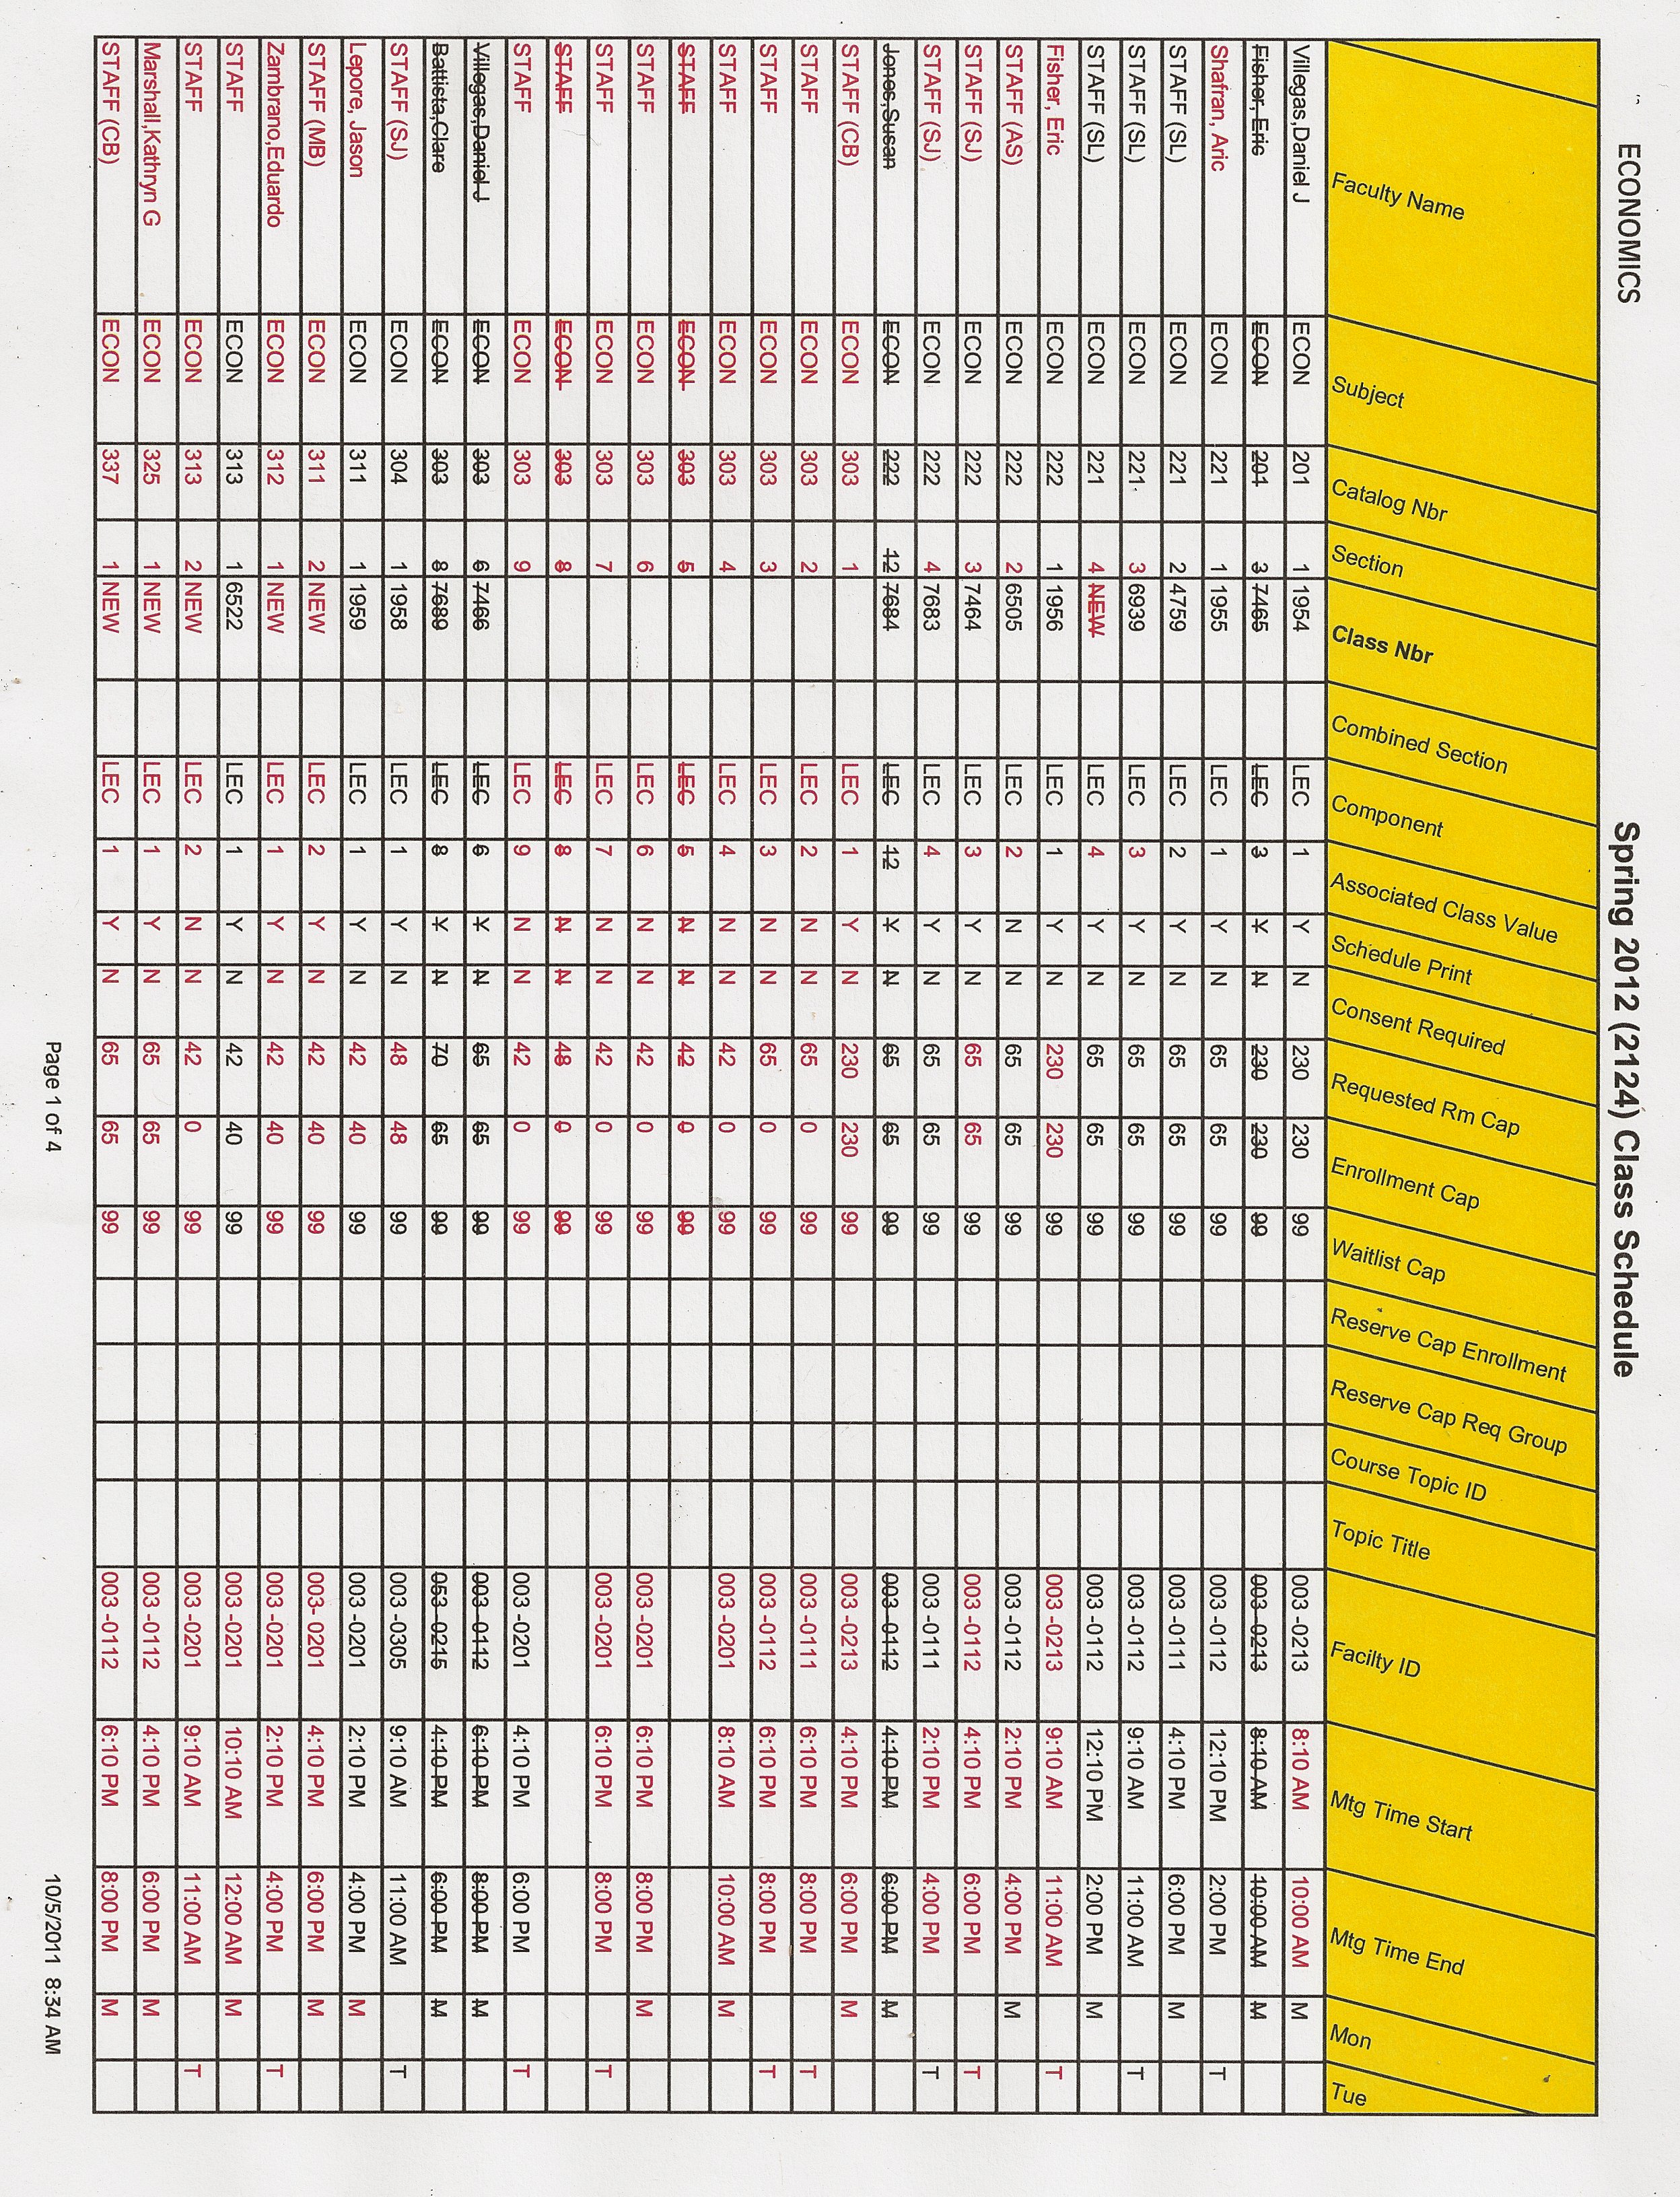 ECONOMICS
Spring 2012 (2124) Class Schedule
Faculty Name Subject Catalog Nbr Section Class Nbr Combined Section Component Associated Class Value Schedule Print Consent Required Requested Rm Cap Enrollment Cap Waitlist Cap Reserve Cap Enrollment Reserve Cap Req Group Course Topic ID Topic Title Facilty ID Mtg Time Start Mtg Time End Mon Tue
Villegas,Daniel J ECON 201 1 1954 LEC 1 Y N 230 230 99 003 -0213 8:10 AM 10:00 AM M
Fisher, Eric ECON 201 3 7465 LEC 3 Y N 230 230 99 003 -0213 8:10 AM 10:00 AM M
Shafran, Aric ECON 221 1 1955 LEC 1 Y N 65 65 99 003 -0112 12:10 PM 2:00 PM T
STAFF (SL) ECON 221 2 4759 LEC 2 Y N 65 65 99 003 -0111 4:10 PM 6:00 PM M
STAFF (SL) ECON 221 3 6939 LEC 3 Y N 65 65 99 003 -0112 9:10 AM 11:00 AM T
STAFF (SL) ECON 221 4 NEW LEC 4 Y N 65 65 99 003 -0112 12:10 PM 2:00 PM M
Fisher, Eric ECON 222 1 1956 LEC 1 Y N 230 230 99 003 -0213 9:10 AM 11:00 AM T
STAFF (AS) ECON 222 2 6505 LEC 2 N N 65 65 99 003 -0112 2:10 PM 4:00 PM M
STAFF (SJ) ECON 222 3 7464 LEC 3 Y N 65 65 99 003 -0112 4:10 PM 6:00 PM T
STAFF (SJ) ECON 222 4 7683 LEC 4 Y N 65 65 99 003 -0111 2:10 PM 4:00 PM T
Jones,Susan ECON 222 12 7684 LEC 12 Y N 65 65 99 003 -0112 4:10 PM 6:00 PM M
STAFF (CB) ECON 303 1 LEC 1 Y N 230 230 99 003 -0213 4:10 PM 6:00 PM M
STAFF ECON 303 2 LEC 2 N N 65 0 99 003 -0111 6:10 PM 8:00 PM T
STAFF ECON 303 3 LEC 3 N N 65 0 99 003 -0112 6:10 PM 8:00 PM T
STAFF ECON 303 4 LEC 4 N N 42 0 99 003 -0201 8:10 AM 10:00 AM M
STAFF ECON 303 5 LEC 5 N N 42 0 99
STAFF ECON 303 6 LEC 6 N N 42 0 99 003 -0201 6:10 PM 8:00 PM M
STAFF ECON 303 7 LEC 7 N N 42 0 99 003 -0201 6:10 PM 8:00 PM T
STAFF ECON 303 8 LEC 8 N N 48 0 99
STAFF ECON 303 9 LEC 9 N N 42 0 99 003 -0201 4:10 PM 6:00 PM T
Villegas,Daniel J ECON 303 6 7466 LEC 6 Y N 65 65 99 003 -0112 6:10 PM 8:00 PM M
Battista,Clare ECON 303 8 7689 LEC 8 Y N 70 65 99 053 -0215 4:10 PM 6:00 PM M
STAFF (SJ) ECON 304 1 1958 LEC 1 Y N 48 48 99 003 -0305 9:10 AM 11:00 AM T
Lepore, Jason ECON 311 1 1959 LEC 1 Y N 42 40 99 003 -0201 2:10 PM 4:00 PM M
STAFF (MB) ECON 311 2 NEW LEC 2 Y N 42 40 99 003- 0201 4:10 PM 6:00 PM M
Zambrano,Eduardo ECON 312 1 NEW LEC 1 Y N 42 40 99 003 -0201 2:10 PM 4:00 PM T
STAFF ECON 313 1 6522 LEC 1 Y N 42 40 99 003 -0201 10:10 AM 12:00 AM M
STAFF ECON 313 2 NEW LEC 2 N N 42 0 99 003 -0201 9:10 AM 11:00 AM T
Marshall,Kathryn G ECON 325 1 NEW LEC 1 Y N 65 65 99 003 -0112 4:10 PM 6:00 PM M
STAFF (CB) ECON 337 1 NEW LEC 1 Y N 65 65 99 003 -0112 6:10 PM 8:00 PM M
Page 1 of 4
10/5/2011 8:34 AM